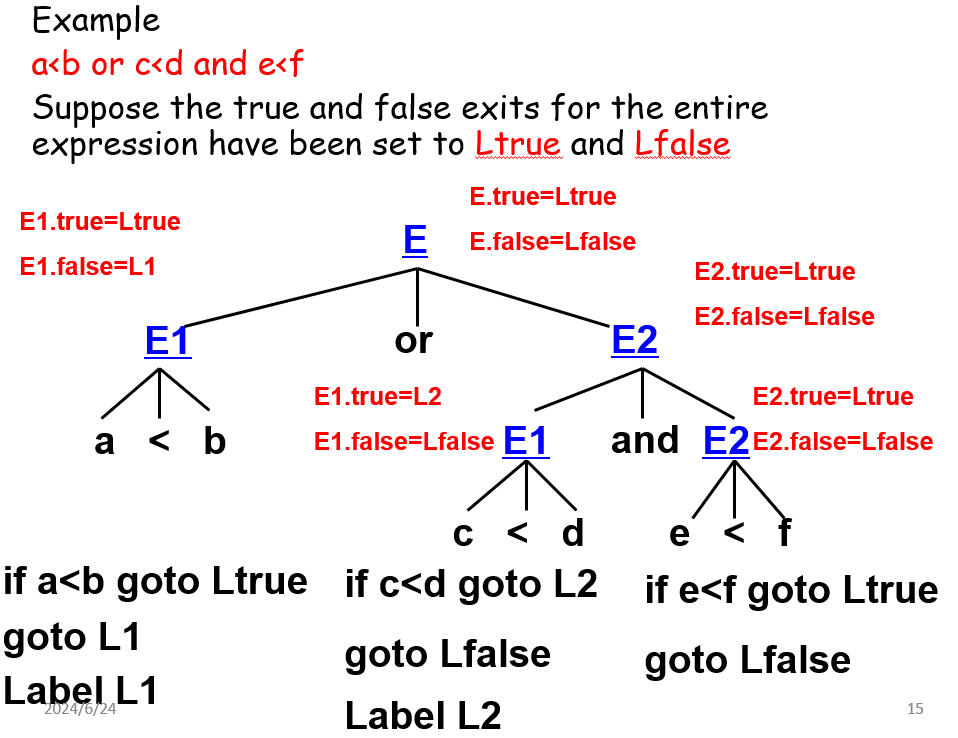 Example
a<b or c<d and e<f
Suppose the true and false exits for the entire
expression have been set to Ltrue and Lfalse
E.true=Ltrue
E1.true=Ltrue
E
E.false=Lfalse
E1.false=L1
E2.true=Ltrue
E2.false=Lfalse
E1 or E2
E1.true=L2
E2.true=Ltrue
a < b
E1.false=Lfalse
E1 and E2
E2.false=Lfalse
c < d
e < f
if a<b goto Ltrue
goto L1
Label L1
if c<d goto L2
goto Lfalse
Label L2
if e<f goto Ltrue
goto Lfalse
2024/6/24
15